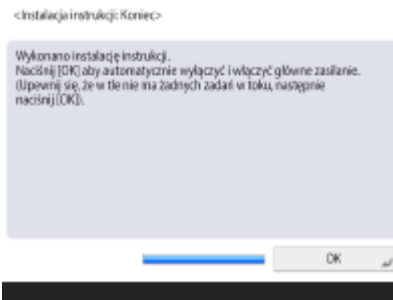 <Instalacja instrukcji: Koniec>
Wykonano instalację instrukcji.
Naciśnij [OK] aby automatycznie wyłączyć i włączyć główne zasilanie.
(Upewnij się, że w tle nie ma żadnych zadań w toku, następnie
naciśnij [OK]).
OK